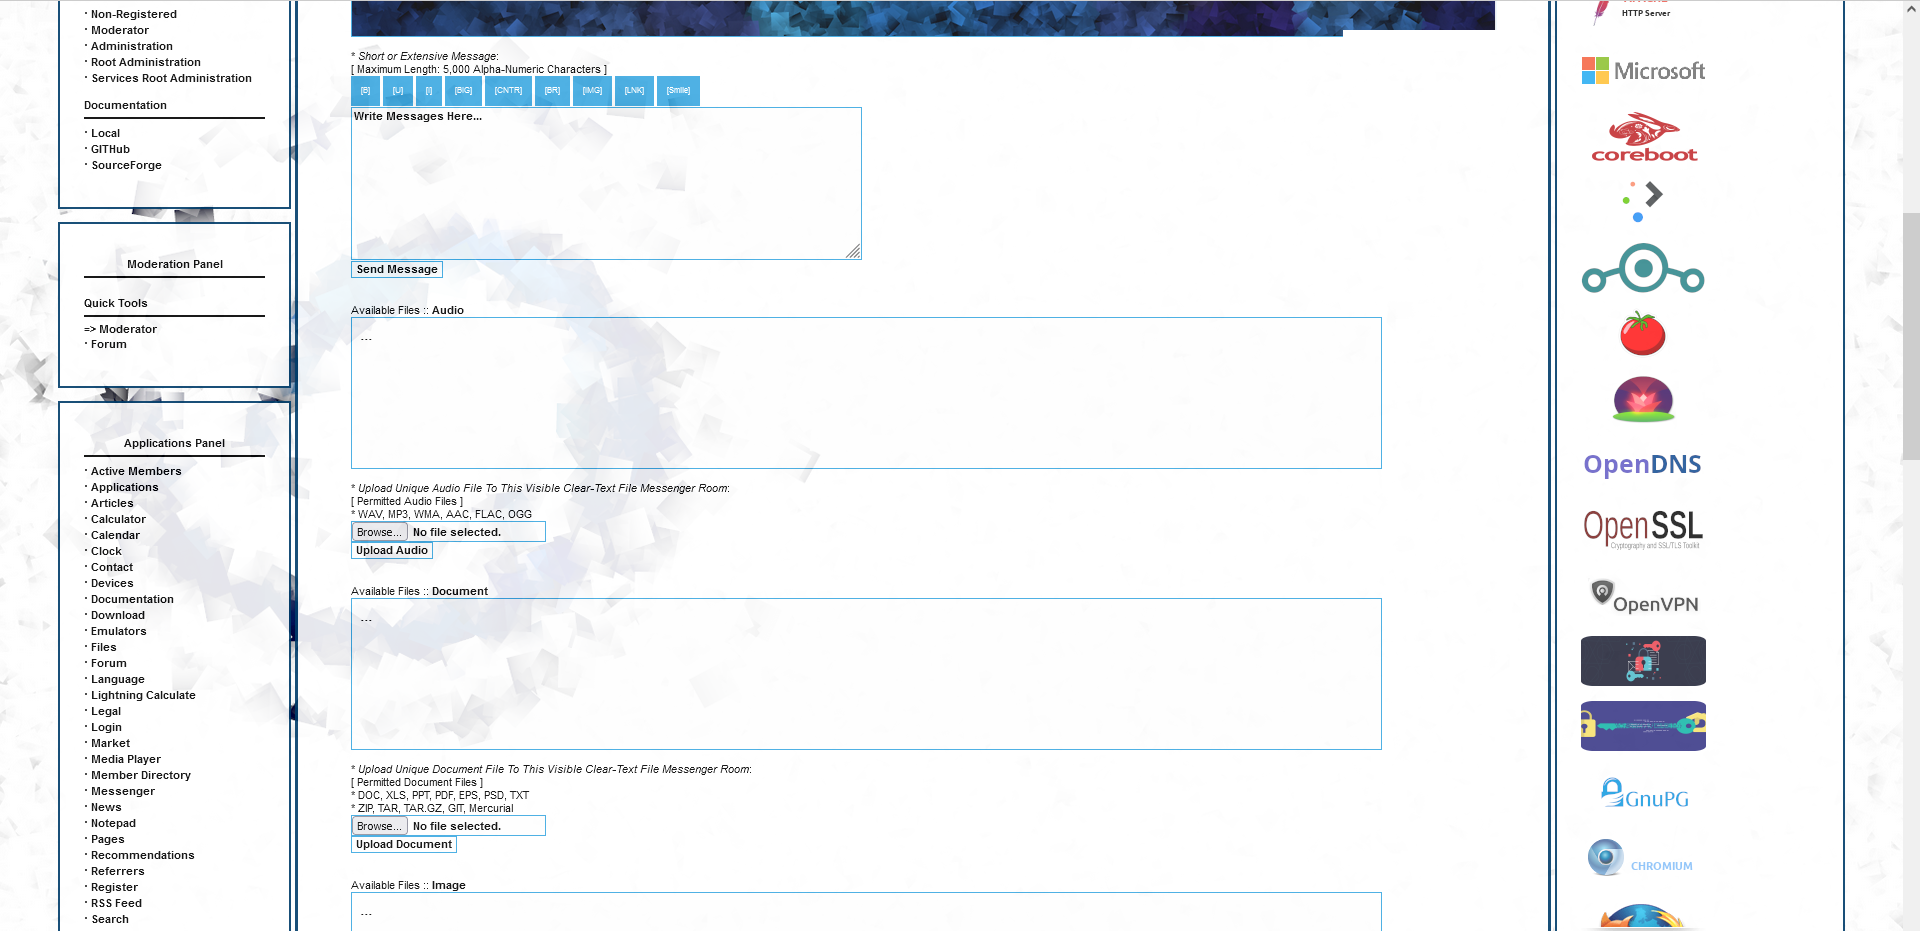 · Non-Registered
· Moderator
· Administration
· Root Administration
· Services Root Administration
Documentation
· Local
· GITHub
· SourceForge
Moderation Panel
Quick Tools
=> Moderator
· Forum
Applications Panel
· Active Members
· Applications
· Articles
· Calculator
· Calendar
· Clock
· Contact
· Devices
· Documentation
· Download
· Emulators
· Files
· Forum
· Language
· Lightning Calculate
· Legal
· Login
· Market
· Media Player
· Member Directory
· Messenger
· News
· Notepad
· Pages
· Recommendations
· Referrers
· Register
· RSS Feed
· Search
* Short or Extensive Message:
[ Maximum Length: 5,000 Alpha-Numeric Characters ]
[B] [U] [I] [BIG] [CNTR] [BR] [IMG] [LNK] [Smile]
Write Messages Here...
Send Message
Available Files :: Audio
...
* Upload Unique Audio File To This Visible Clear-Text File Messenger Room:
[ Permitted Audio Files ]
* WAV, MP3, WMA, AAC, FLAC, OGG
Browse... No file selected.
Upload Audio
Available Files :: Document
...
* Upload Unique Document File To This Visible Clear-Text File Messenger Room:
[ Permitted Document Files ]
* DOC, XLS, PPT, PDF, EPS, PSD, TXT
* ZIP, TAR, TAR.GZ, GIT, Mercurial
Browse... No file selected.
Upload Document
Available Files :: Image
...
HTTP Server
Microsoft
coreboot
OpenDNS
OpenSSL
Cryptography and SSL/TLS Toolkit
OpenVPN
GnuPG
CHROMIUM